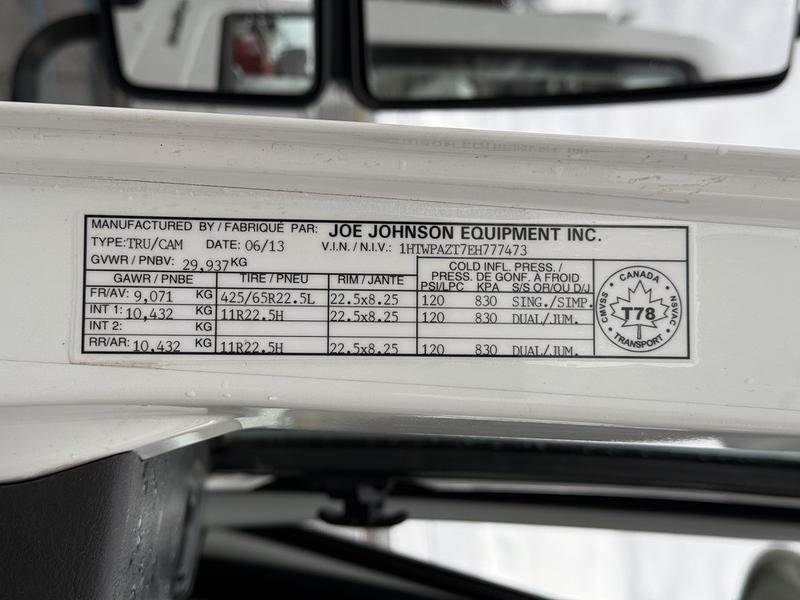 MANUFACTURED BY / FABRIQUÉ PAR: JOE JOHNSON EQUIPMENT INC.
TYPE: TRU/CAM DATE: 06/13 V.I.N. / N.I.V.: 1HTWPAZT7EH777473
GVWR / PNBV: 29,937 KG
GAWR / PNBE TIRE / PNEU RIM / JANTE COLD INFL. PRESS. / PRESS. DE GONF. A FROID
PSI/LPC KPA S/S OR/OU D/J
FR/AV: 9,071 KG 425/65R22.5L 22.5x8.25 120 830 SING./SIMP.
INT 1: 10,432 KG 11R22.5H 22.5x8.25 120 830 DUAL/JUM.
INT 2: KG
RR/AR: 10,432 KG 11R22.5H 22.5x8.25 120 830 DUAL/JUM.
CANADA
CMVSS T78 NSVAC
TRANSPORT